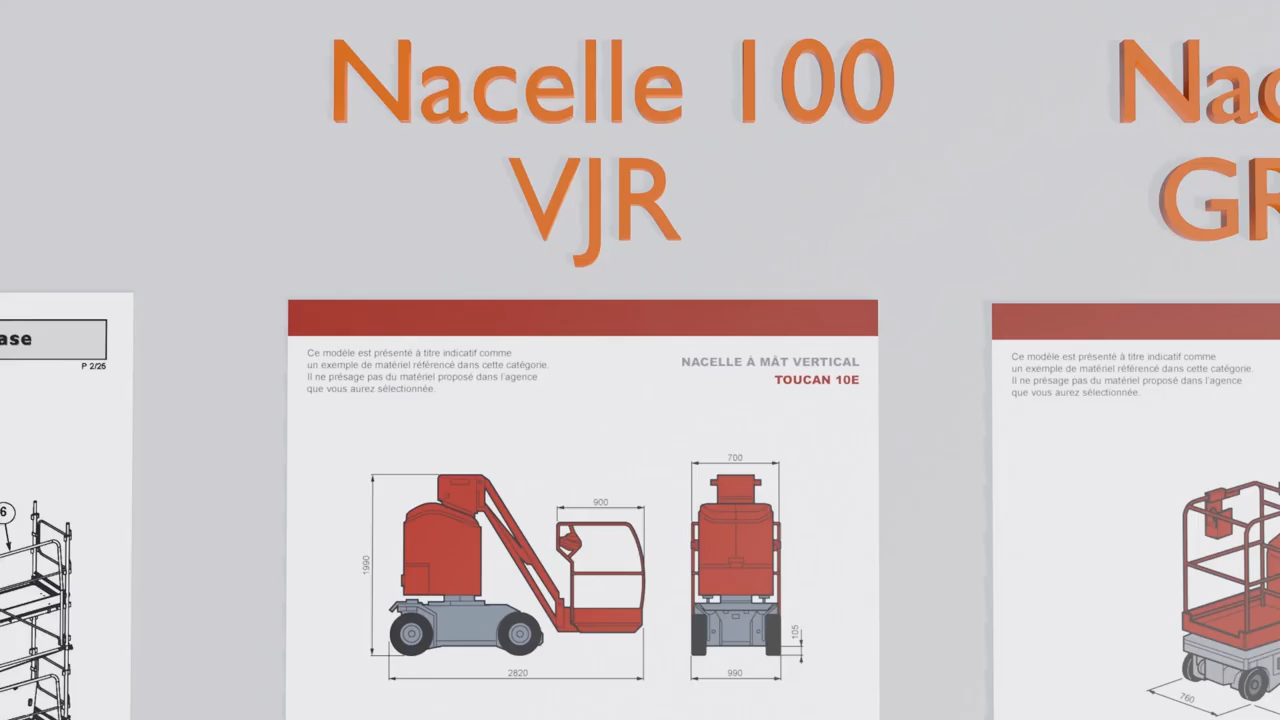 Nacelle 100
VJR
Nac
GR
ase
P 2/25
6
Ce modèle est présenté à titre indicatif comme
un exemple de matériel référencé dans cette catégorie.
Il ne présage pas du matériel proposé dans l'agence
que vous aurez sélectionnée.
NACELLE À MÂT VERTICAL
TOUCAN 10E
1990
900
2820
700
105
990
Ce modèle est présenté à titre indicatif comme
un exemple de matériel référencé dans cette catégorie.
Il ne présage pas du matériel proposé dans l'agence
que vous aurez sélectionnée.
760